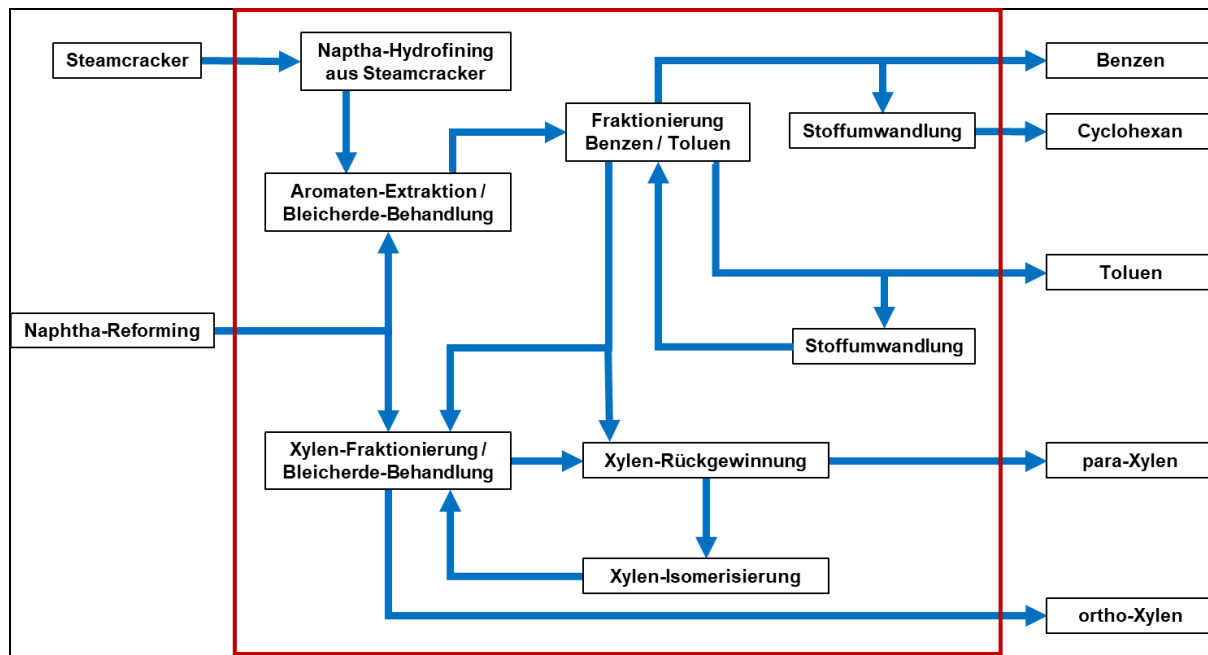 Steamcracker
Naptha-Hydrofining
aus Steamcracker
Benzen
Fraktionierung
Benzen / Toluen
Stoffumwandlung
Cyclohexan
Aromaten-Extraktion /
Bleicherde-Behandlung
Toluen
Naphtha-Reforming
Stoffumwandlung
Xylen-Fraktionierung /
Bleicherde-Behandlung
Xylen-Rückgewinnung
para-Xylen
Xylen-Isomerisierung
ortho-Xylen